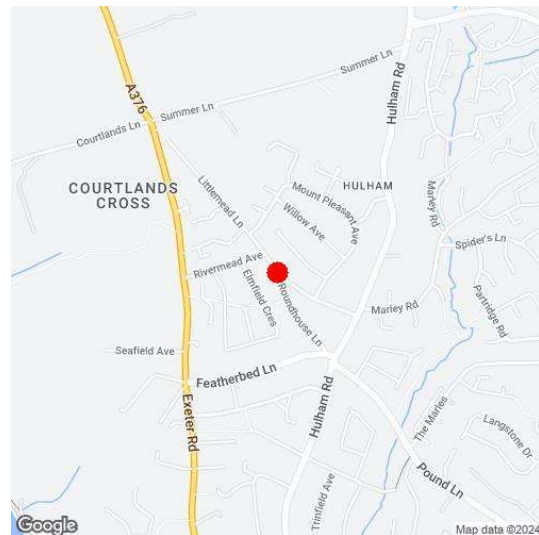 Summer Ln
Hulham Rd
A376
Summer Ln
Courtlands Ln
COURTLANDS
CROSS
Littlemead Ln
Mount Pleasant Ave
HULHAM
Willow Ave
Marley Rd
Spider's Ln
Rivermead Ave
Elmfield Cres
Roundhouse Ln
Marley Rd
Partridge Rd
Seafield Ave
Featherbed Ln
Exeter Rd
Hulham Rd
The Marles
Langstone Dr
Pound Ln
Trinfield Ave
Google
Map data ©2024